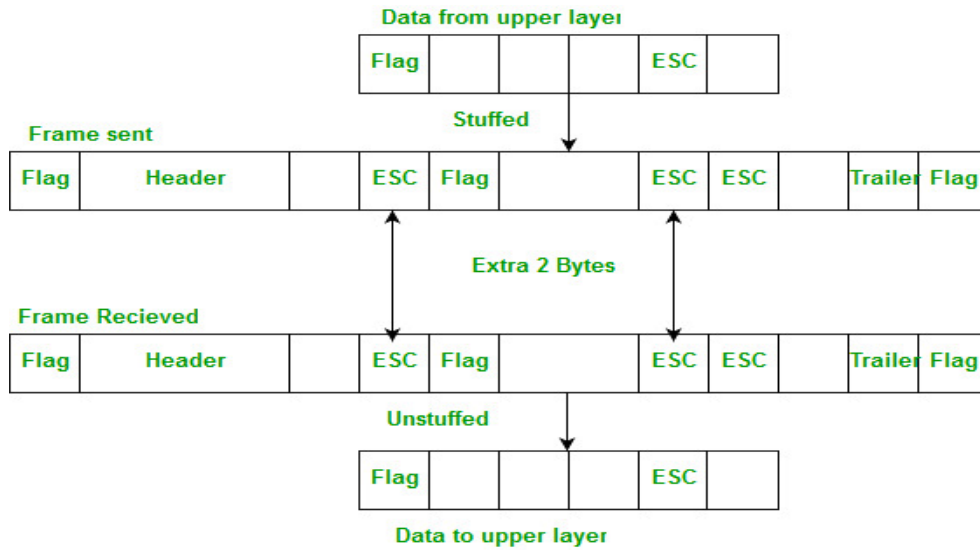 Data from upper layer
Flag ESC
Stuffed
Frame sent
Flag Header ESC Flag ESC ESC Trailer Flag
Extra 2 Bytes
Frame Recieved
Flag Header ESC Flag ESC ESC Trailer Flag
Unstuffed
Flag ESC
Data to upper layer